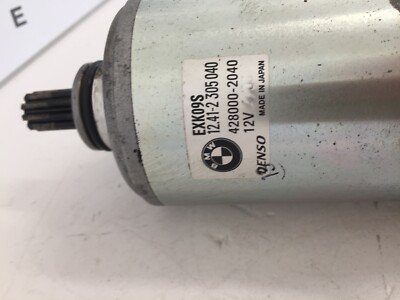 E
EXK09S
12.41-2 305 040
428000-2040
12V
MADE IN JAPAN
BMW
DENSO